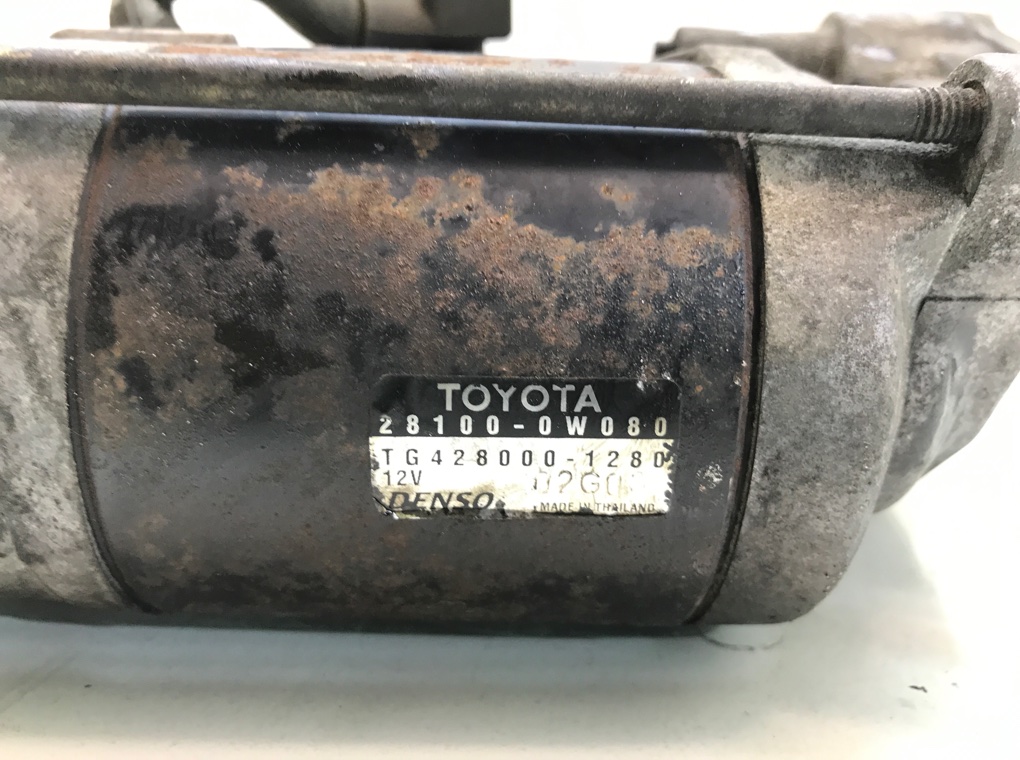 TOYOTA
28100-0W080
TG428000-1280
12V
DENSO MADE IN THAILAND